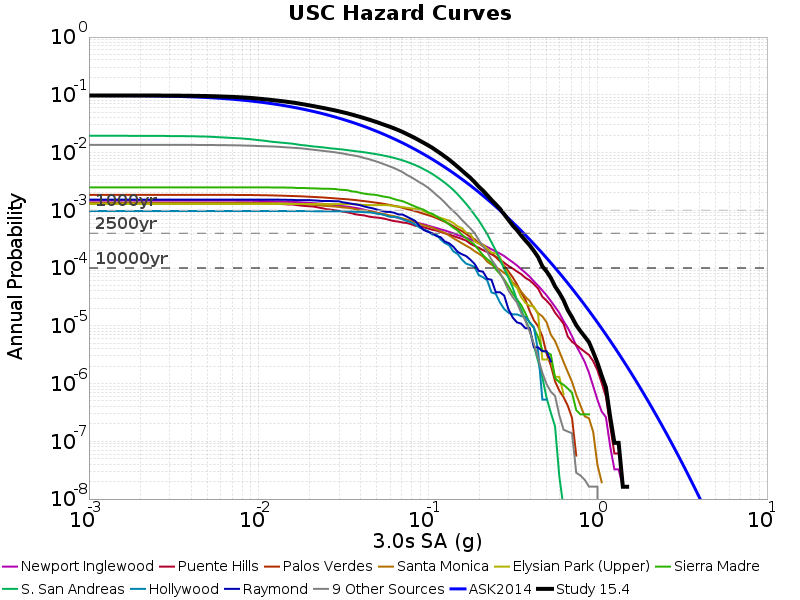 USC Hazard Curves
Annual Probability
10^0
10^-1
10^-2
10^-3
10^-4
10^-5
10^-6
10^-7
10^-8
1000yr
2500yr
10000yr
10^-3 10^-2 10^-1 10^0 10^1
3.0s SA (g)
Newport Inglewood Puente Hills Palos Verdes Santa Monica Elysian Park (Upper) Sierra Madre
S. San Andreas Hollywood Raymond 9 Other Sources ASK2014 Study 15.4